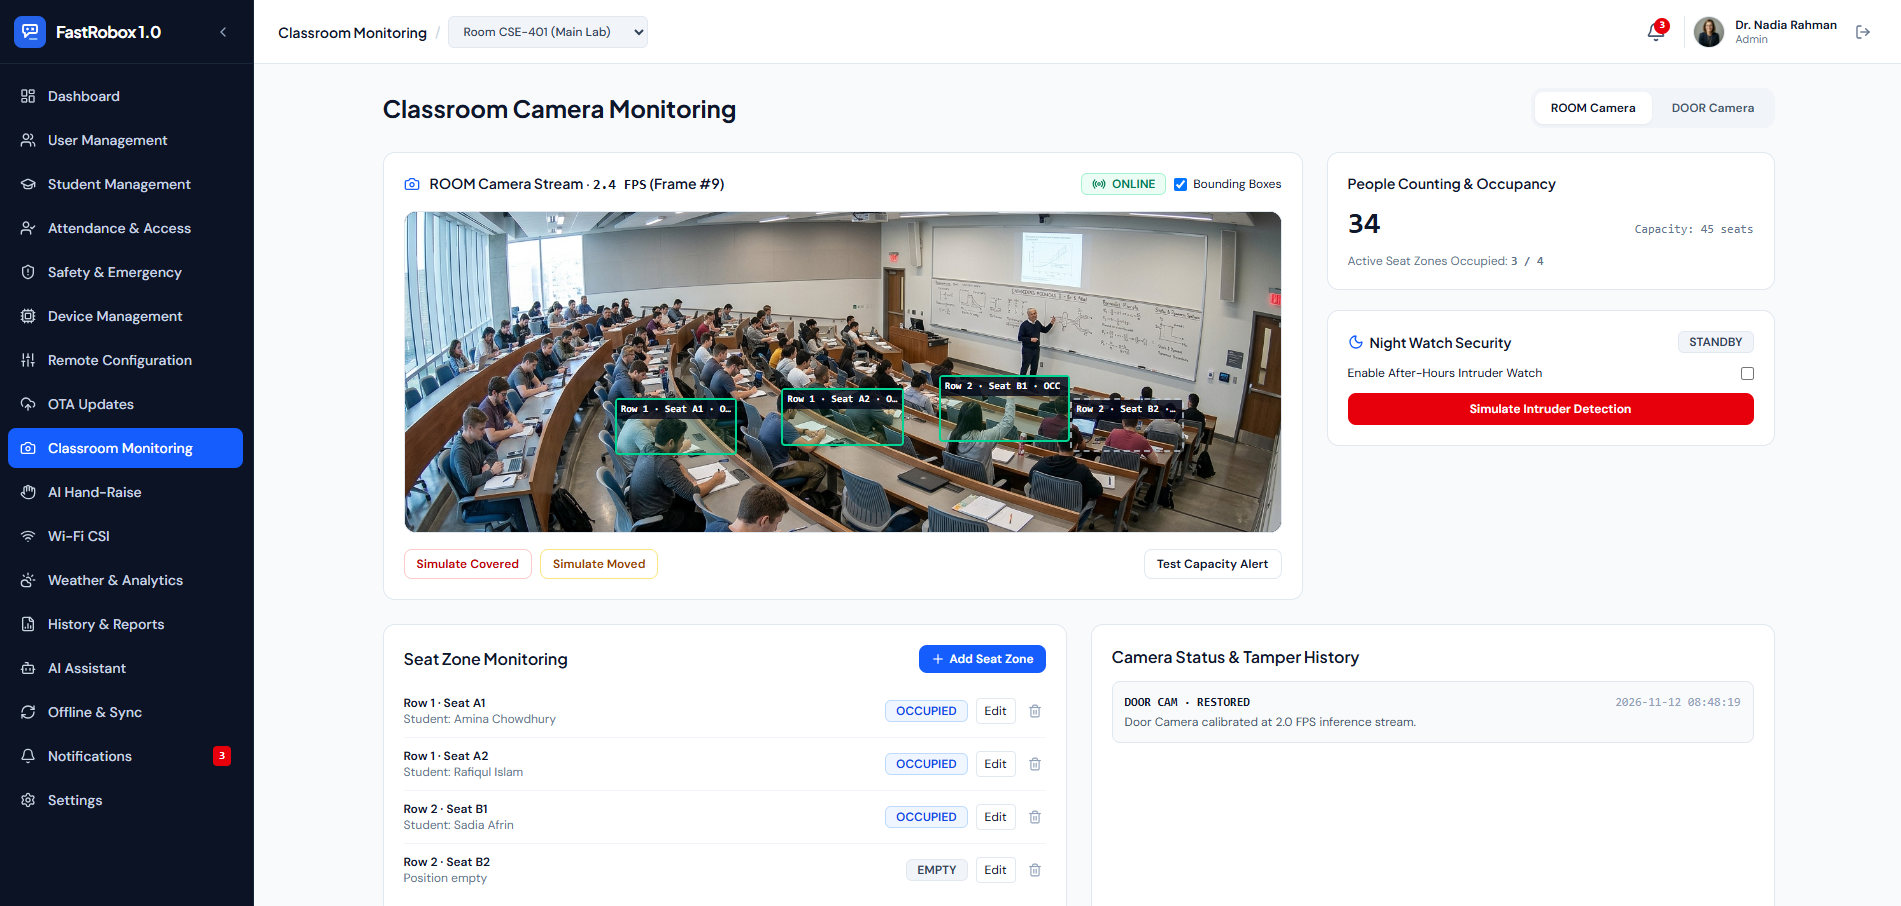 FastRobox 1.0
Dashboard
User Management
Student Management
Attendance & Access
Safety & Emergency
Device Management
Remote Configuration
OTA Updates
Classroom Monitoring
AI Hand-Raise
Wi-Fi CSI
Weather & Analytics
History & Reports
AI Assistant
Offline & Sync
Notifications 3
Settings
Classroom Monitoring / Room CSE-401 (Main Lab)
3
Dr. Nadia Rahman
Admin
Classroom Camera Monitoring
ROOM Camera DOOR Camera
ROOM Camera Stream · 2.4 FPS (Frame #9)
ONLINE Bounding Boxes
Row 2 · Seat B1 · OCC
Row 1 · Seat A2 · O…
Row 1 · Seat A1 · O…
Row 2 · Seat B2 ·…
Simulate Covered Simulate Moved Test Capacity Alert
People Counting & Occupancy
34
Capacity: 45 seats
Active Seat Zones Occupied: 3 / 4
Night Watch Security STANDBY
Enable After-Hours Intruder Watch
Simulate Intruder Detection
Seat Zone Monitoring + Add Seat Zone
Row 1 · Seat A1
Student: Amina Chowdhury
OCCUPIED Edit
Row 1 · Seat A2
Student: Rafiqul Islam
OCCUPIED Edit
Row 2 · Seat B1
Student: Sadia Afrin
OCCUPIED Edit
Row 2 · Seat B2
Position empty
EMPTY Edit
Camera Status & Tamper History
DOOR CAM · RESTORED 2026-11-12 08:48:19
Door Camera calibrated at 2.0 FPS inference stream.